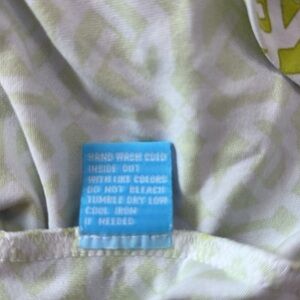 HAND WASH COLD
INSIDE OUT
WITH LIKE COLORS
DO NOT BLEACH
TUMBLE DRY LOW
COOL IRON
IF NEEDED